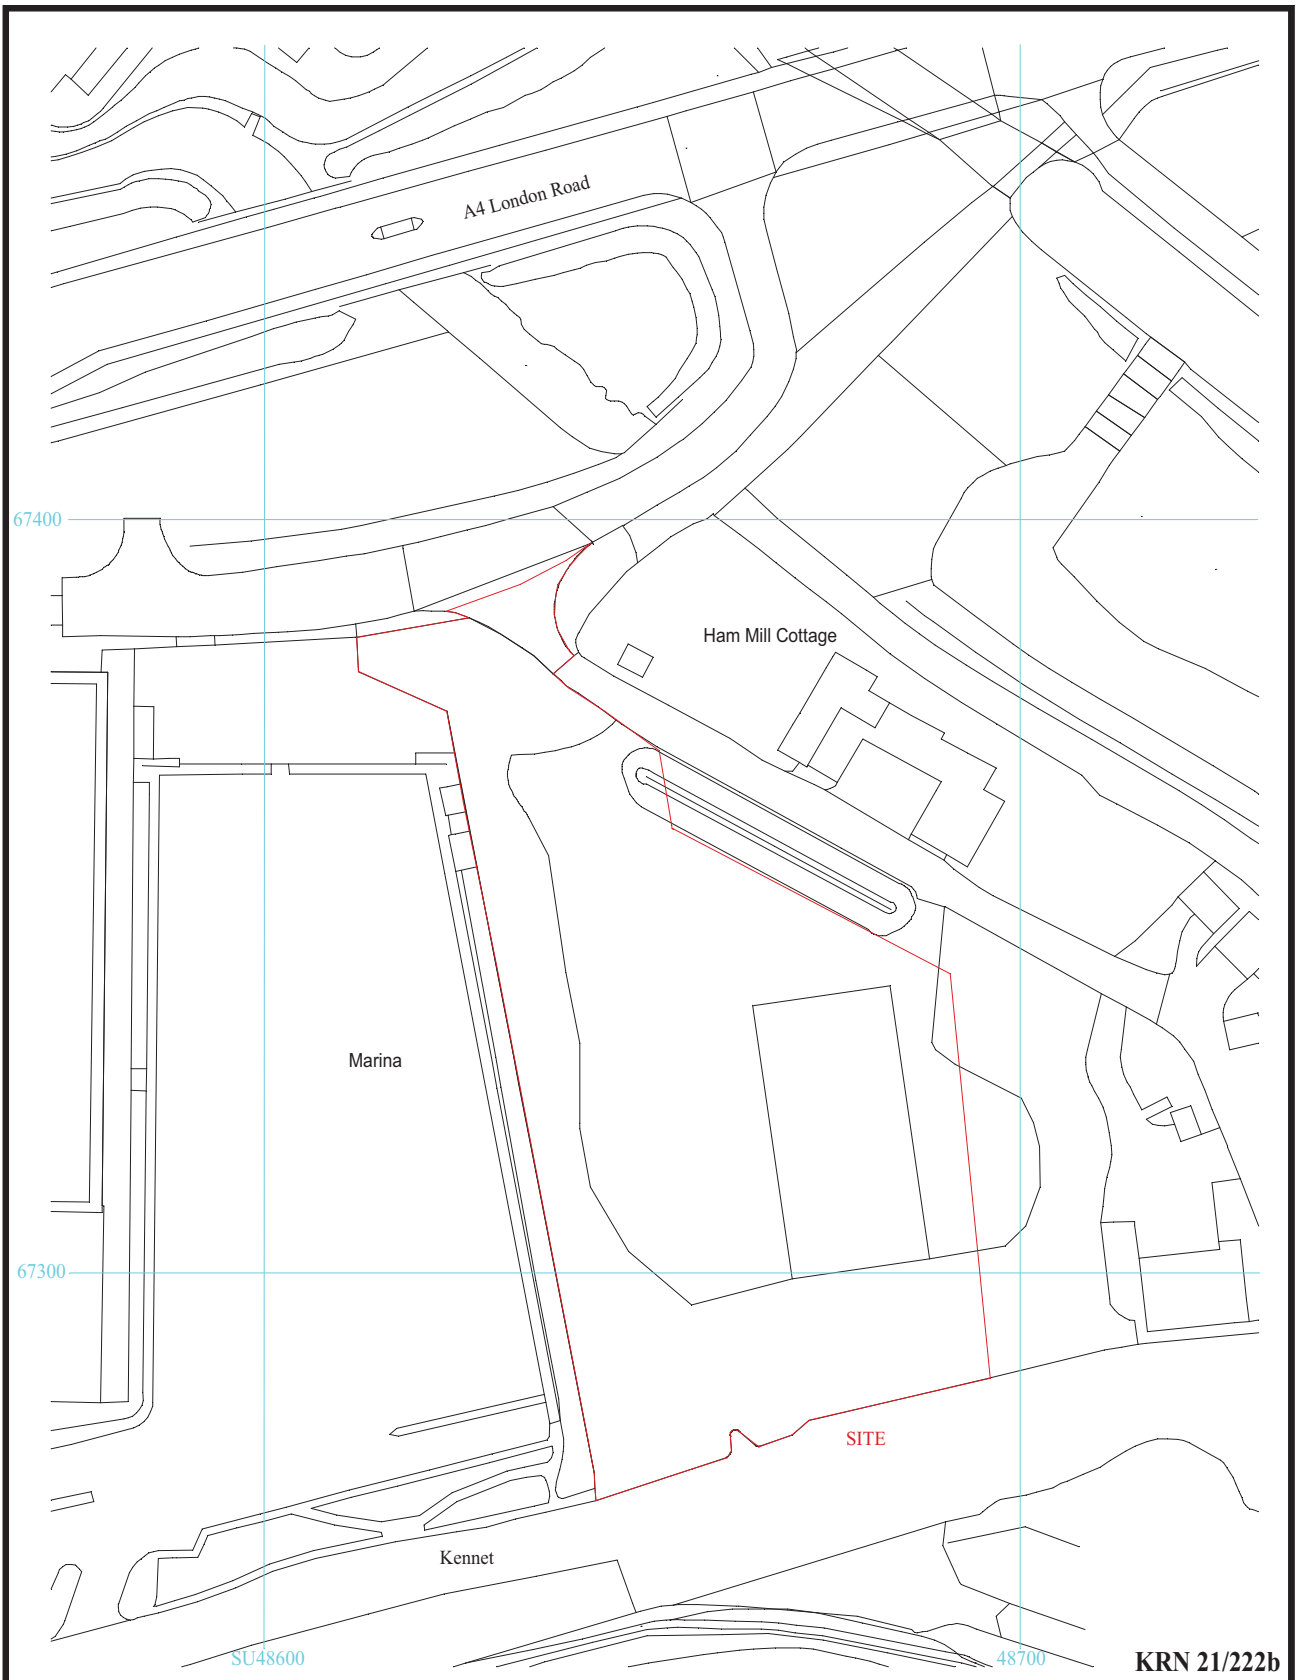 A4 London Road
67400
Ham Mill Cottage
Marina
67300
SITE
Kennet
SU48600
48700
KRN 21/222b